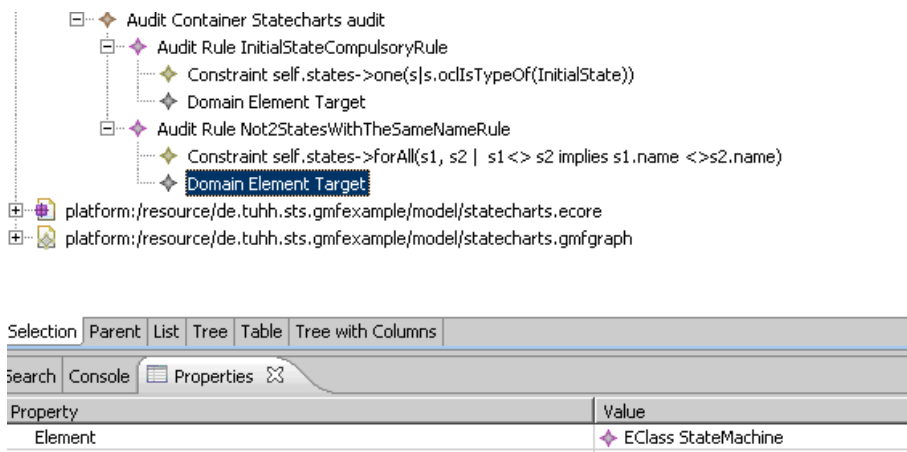 Audit Container Statecharts audit
Audit Rule InitialStateCompulsoryRule
Constraint self.states->one(s|s.oclIsTypeOf(InitialState))
Domain Element Target
Audit Rule Not2StatesWithTheSameNameRule
Constraint self.states->forAll(s1, s2 | s1<> s2 implies s1.name <>s2.name)
Domain Element Target
platform:/resource/de.tuhh.sts.gmfexample/model/statecharts.ecore
platform:/resource/de.tuhh.sts.gmfexample/model/statecharts.gmfgraph
Selection Parent List Tree Table Tree with Columns
Search Console Properties
Property Value
Element EClass StateMachine